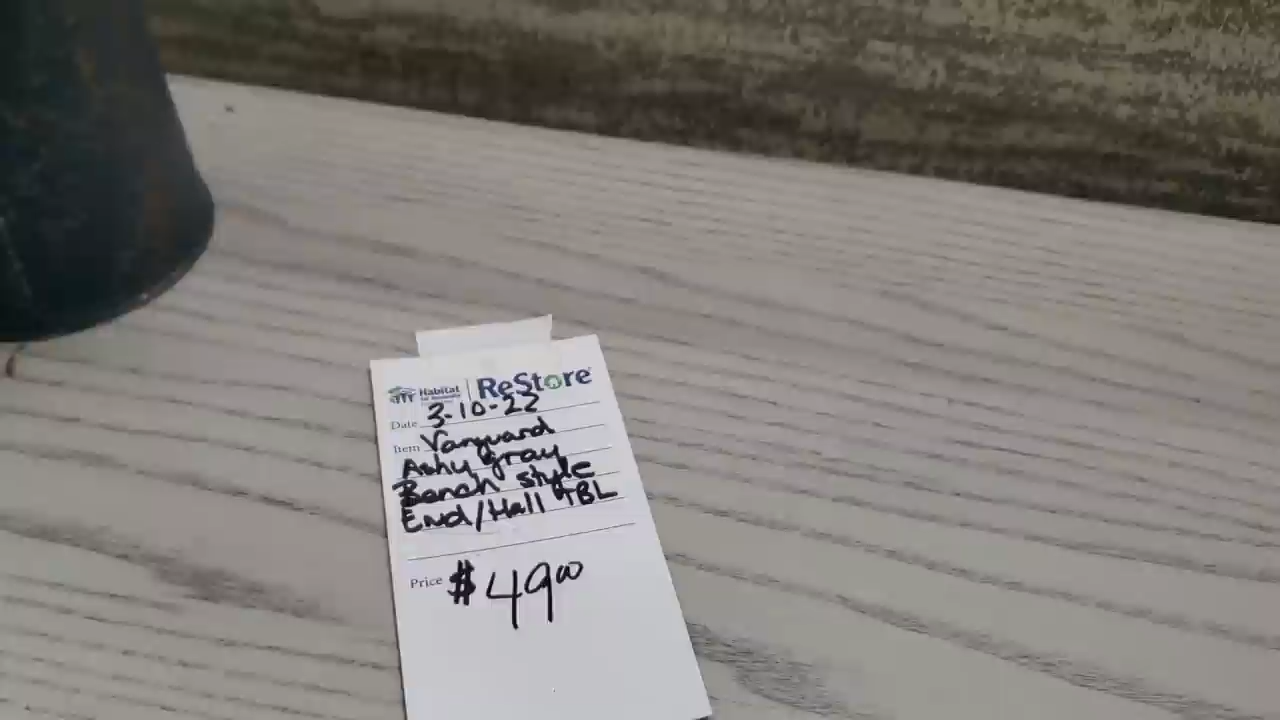 Habitat for Humanity ReStore
Date 3-10-22
Item Vanguard
Ashy gray
Bench style
End/Hall TBL
Price $4900